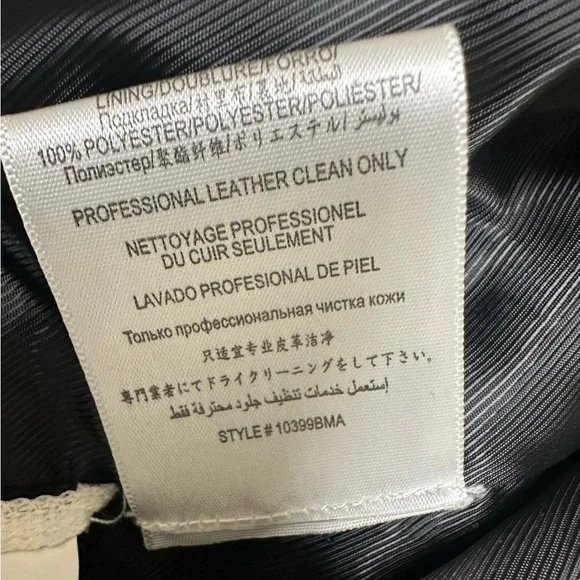 LINING/DOUBLURE/FORRO/
Подкладка/衬里布/裏地/البطانة/
100% POLYESTER/POLYESTER/POLIESTER/
Полиэстер/聚酯纤维/ポリエステル/بوليستر/
PROFESSIONAL LEATHER CLEAN ONLY
NETTOYAGE PROFESSIONEL
DU CUIR SEULEMENT
LAVADO PROFESIONAL DE PIEL
Только профессиональная чистка кожи
只适宜专业皮革洁净
専門業者にてドライクリーニングをして下さい。
إستعمل خدمات تنظيف جلود محترفة فقط
STYLE# 10399BMA